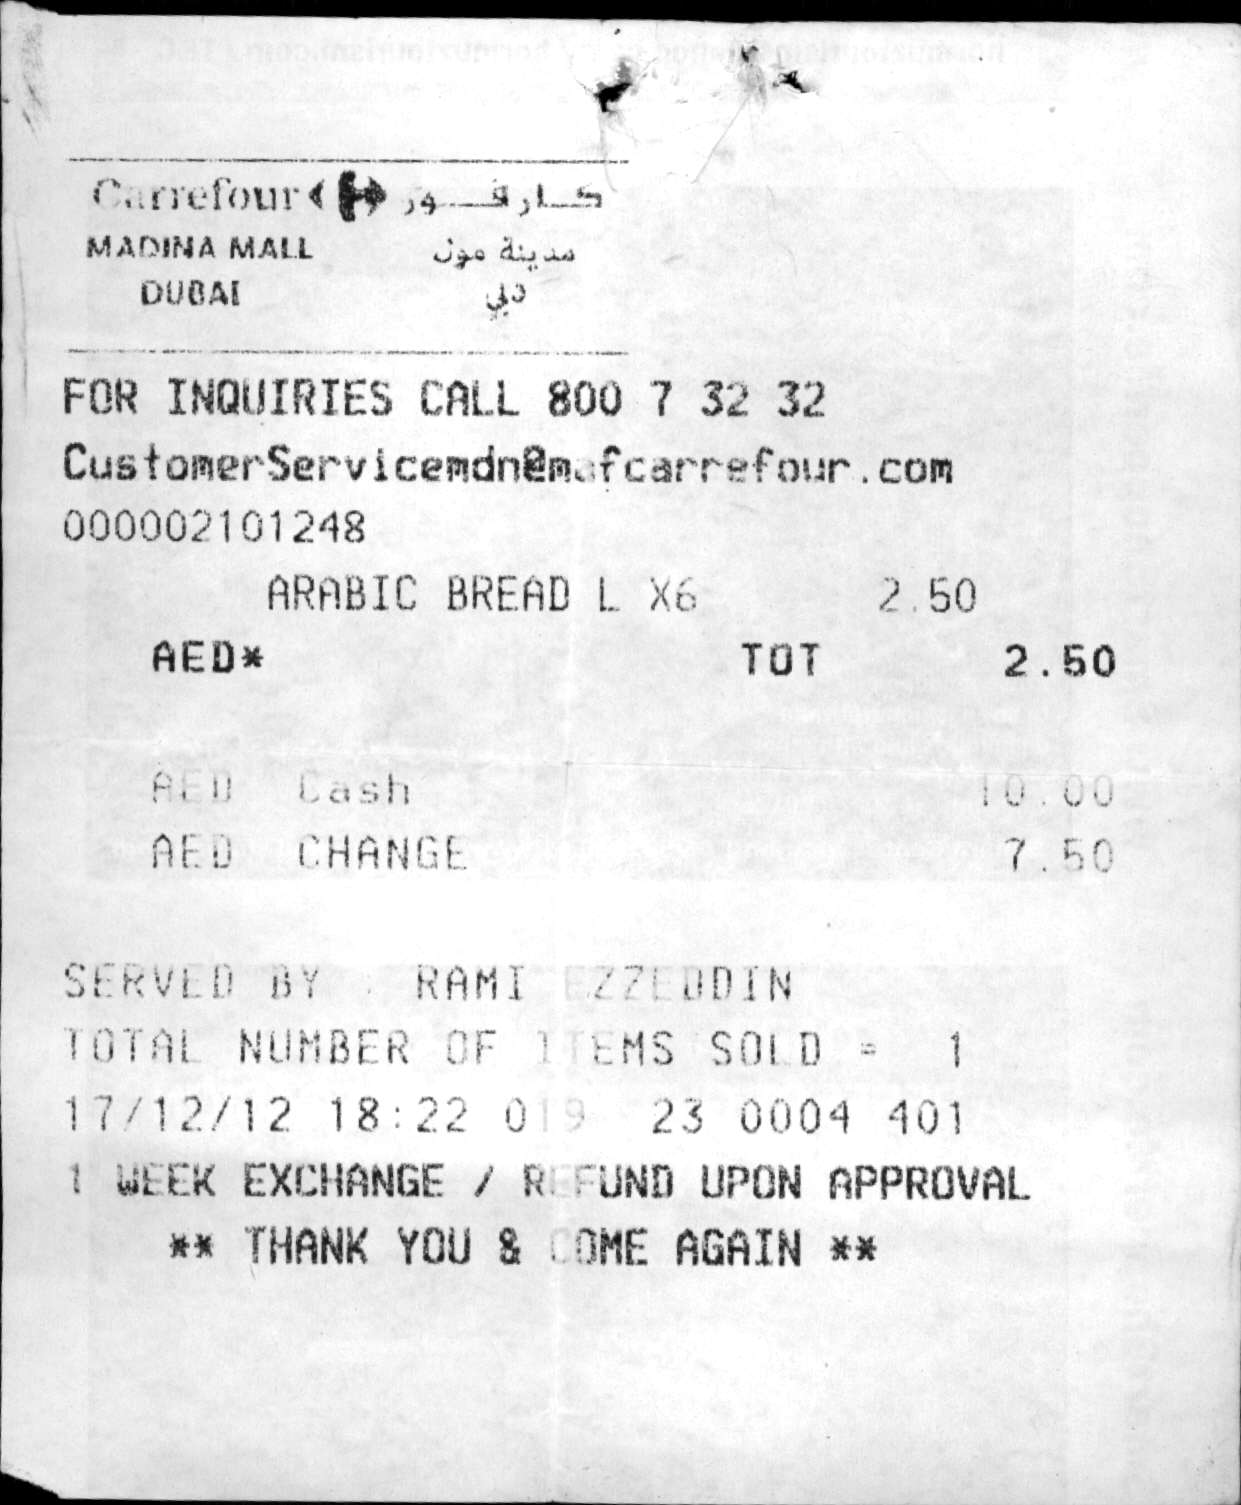 Carrefour كارفور
MADINA MALL مدينة مول
DUBAI دبي
FOR INQUIRIES CALL 800 7 32 32
CustomerServicemdn@mafcarrefour.com
000002101248
ARABIC BREAD L X6 2.50
AED* TOT 2.50
AED Cash 10.00
AED CHANGE 7.50
SERVED BY : RAMI EZZEDDIN
TOTAL NUMBER OF ITEMS SOLD = 1
17/12/12 18:22 019 23 0004 401
1 WEEK EXCHANGE / REFUND UPON APPROVAL
** THANK YOU & COME AGAIN **